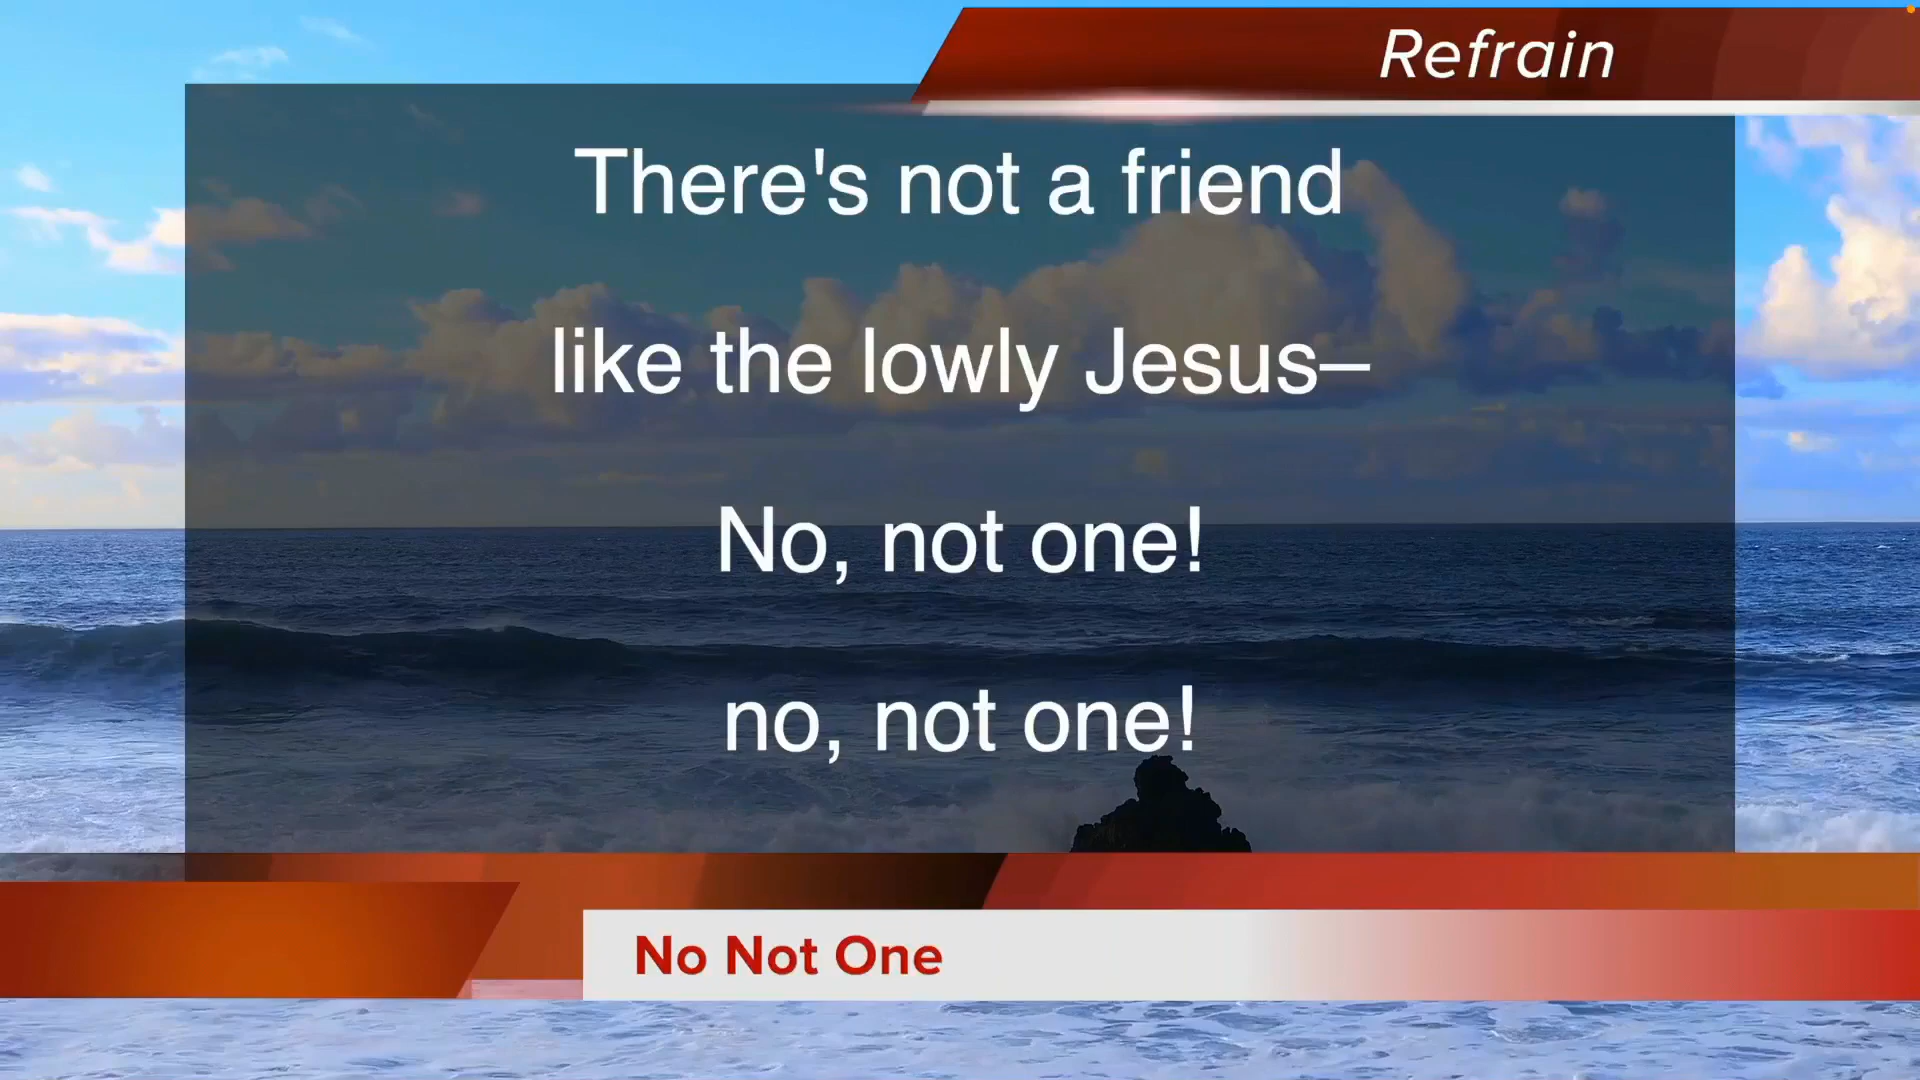 Refrain
There's not a friend
like the lowly Jesus–
No, not one!
no, not one!
No Not One